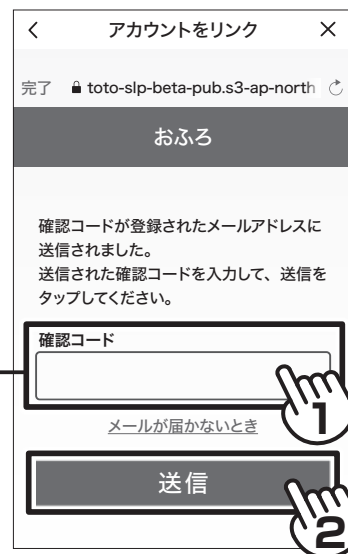 アカウントをリンク
完了 toto-slp-beta-pub.s3-ap-north
おふろ
確認コードが登録されたメールアドレスに
送信されました。
送信された確認コードを入力して、送信を
タップしてください。
確認コード
1
メールが届かないとき
送信
2